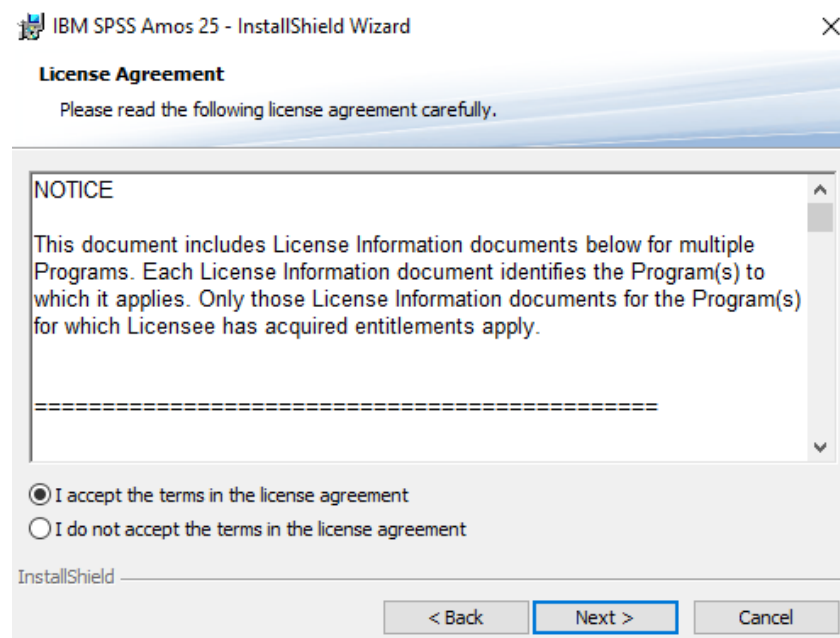 IBM SPSS Amos 25 - InstallShield Wizard
License Agreement
Please read the following license agreement carefully.
NOTICE
This document includes License Information documents below for multiple
Programs. Each License Information document identifies the Program(s) to
which it applies. Only those License Information documents for the Program(s)
for which Licensee has acquired entitlements apply.
==============================================
I accept the terms in the license agreement
I do not accept the terms in the license agreement
InstallShield
< Back Next > Cancel